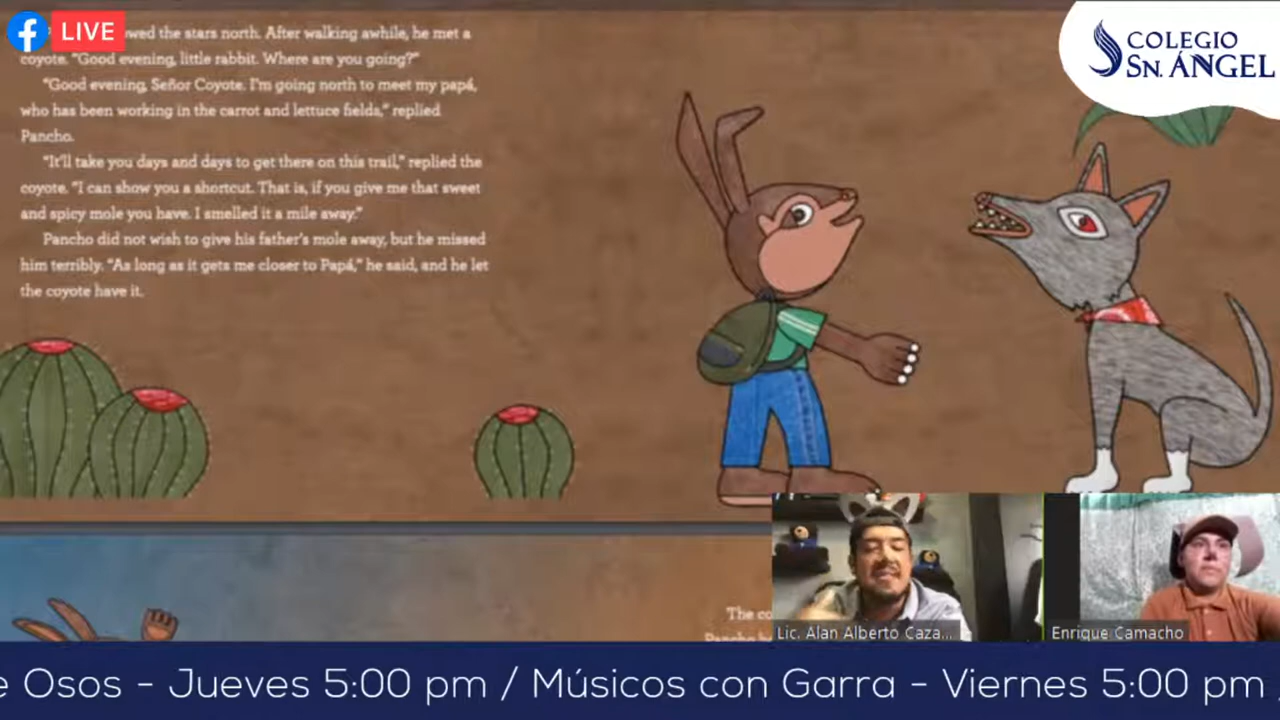 LIVE
wed the stars north. After walking awhile, he met a
coyote. “Good evening, little rabbit. Where are you going?”
“Good evening, Señor Coyote. I’m going north to meet my papá,
who has been working in the carrot and lettuce fields,” replied
Pancho.
“It’ll take you days and days to get there on this trail,” replied the
coyote. “I can show you a shortcut. That is, if you give me that sweet
and spicy mole you have. I smelled it a mile away.”
Pancho did not wish to give his father’s mole away, but he missed
him terribly. “As long as it gets me closer to Papá,” he said, and he let
the coyote have it.
COLEGIO
SN. ÁNGEL
The co
Lic. Alan Alberto Caza...
Enrique Camacho
e Osos - Jueves 5:00 pm / Músicos con Garra - Viernes 5:00 pm